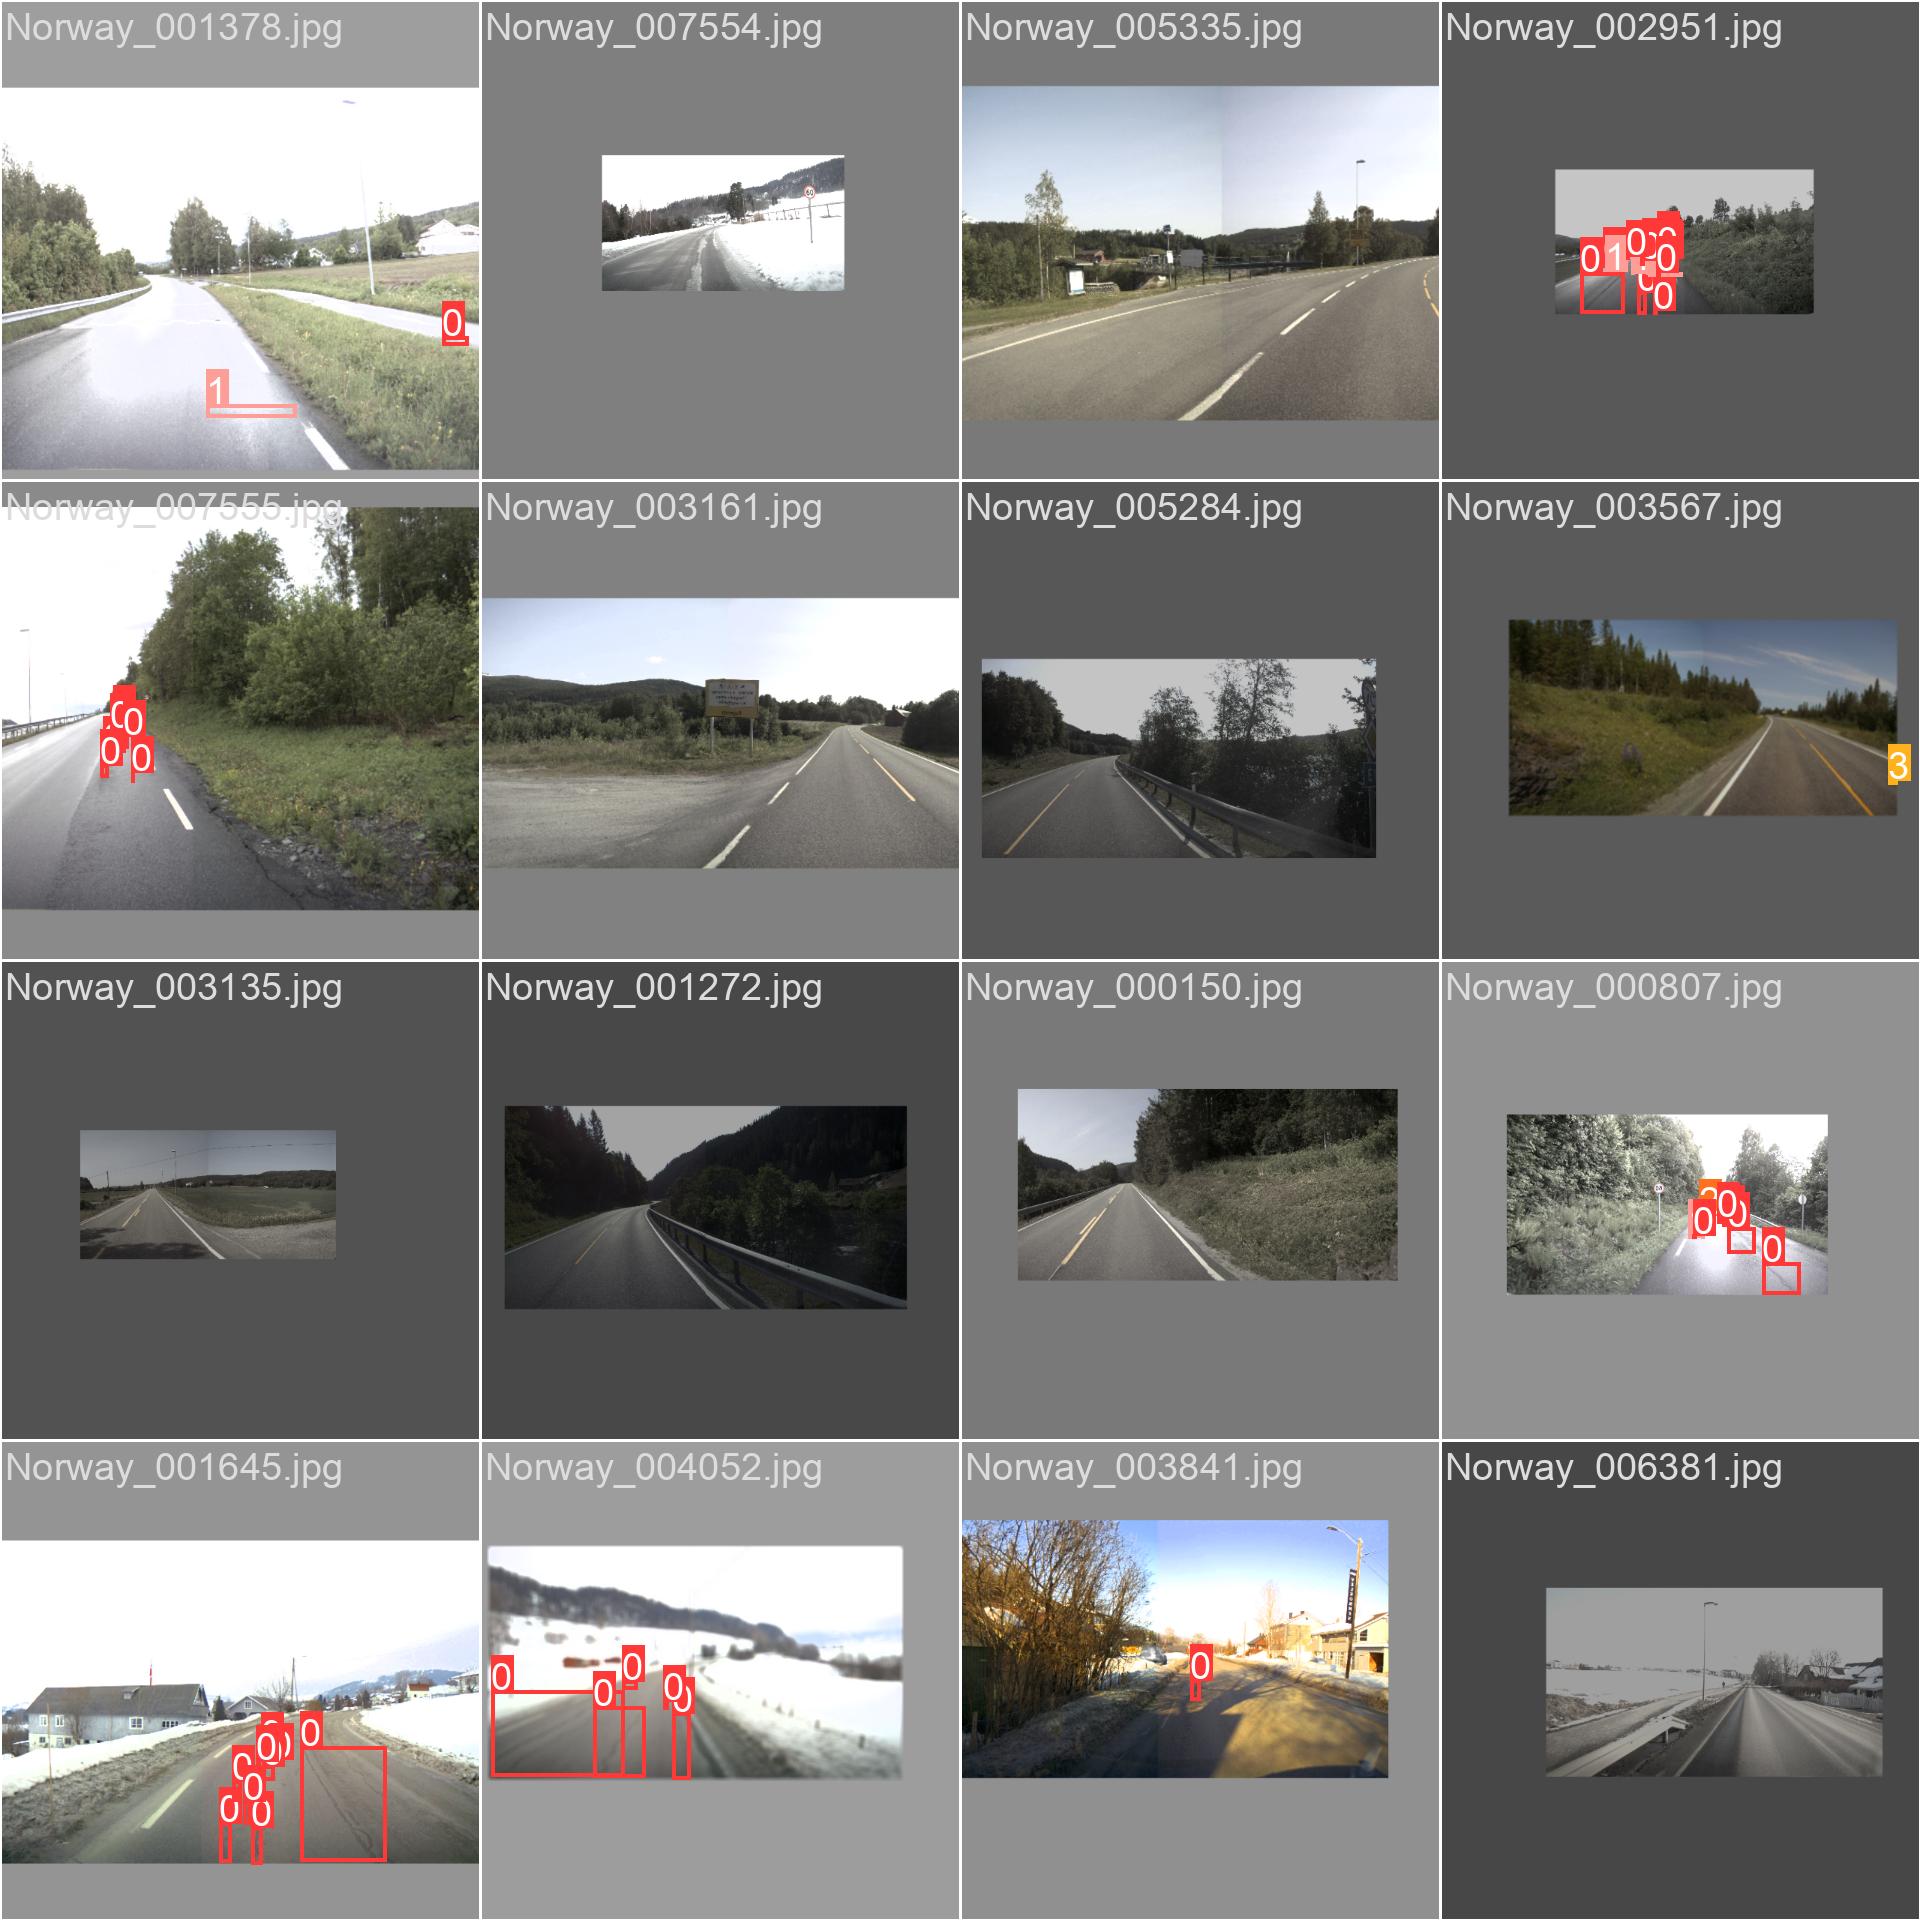 Norway_001378.jpg
Norway_007554.jpg
Norway_005335.jpg
Norway_002951.jpg
0
1
60
0 1 0 0
0
0
0
Norway_007555.jpg
Norway_003161.jpg
Norway_005284.jpg
Norway_003567.jpg
0
0
0 0
3
Norway_003135.jpg
Norway_001272.jpg
Norway_000150.jpg
Norway_000807.jpg
0
0
0
0
Norway_001645.jpg
Norway_004052.jpg
Norway_003841.jpg
Norway_006381.jpg
0
0
0
0
0
0
0
0
0
0
0
0
0